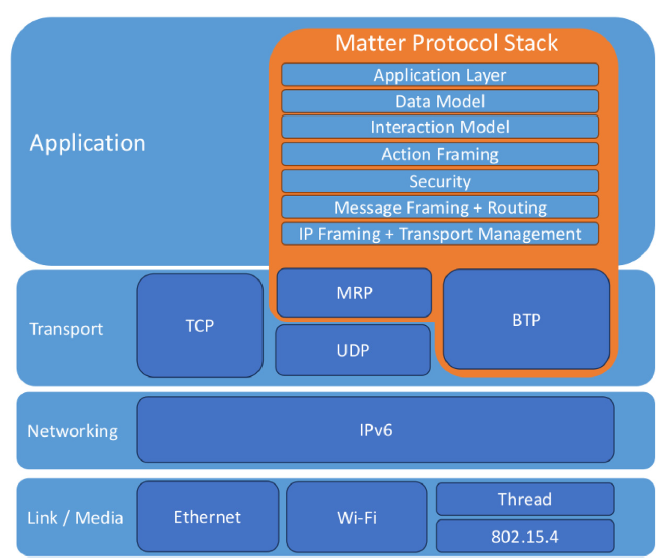 Matter Protocol Stack
Application Layer
Data Model
Interaction Model
Application
Action Framing
Security
Message Framing + Routing
IP Framing + Transport Management
Transport
TCP
MRP
UDP
BTP
Networking
IPv6
Link / Media
Ethernet
Wi-Fi
Thread
802.15.4